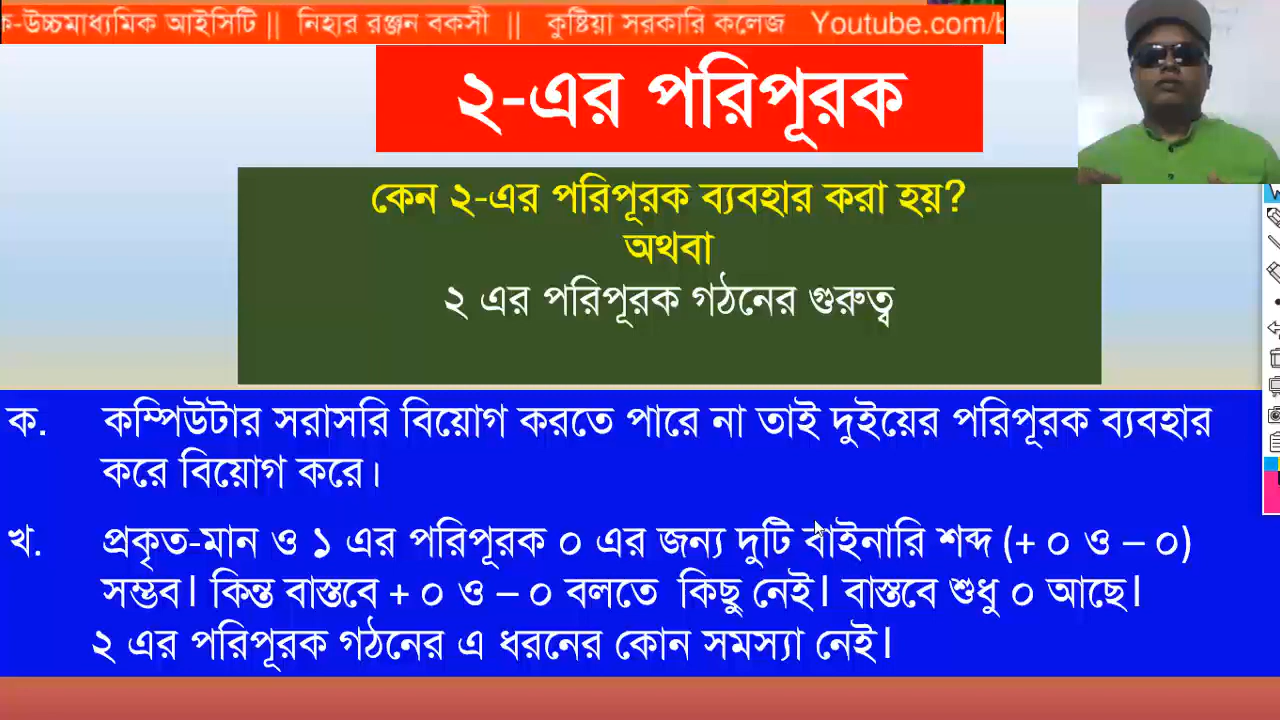 ক-উচ্চমাধ্যমিক আইসিটি || নিহার রঞ্জন বকসী || কুষ্টিয়া সরকারি কলেজ Youtube.com/b
২-এর পরিপূরক
কেন ২-এর পরিপূরক ব্যবহার করা হয়?
অথবা
২ এর পরিপূরক গঠনের গুরুত্ব
ক. কম্পিউটার সরাসরি বিয়োগ করতে পারে না তাই দুইয়ের পরিপূরক ব্যবহার
করে বিয়োগ করে।
খ. প্রকৃত-মান ও ১ এর পরিপূরক ০ এর জন্য দুটি বাইনারি শব্দ (+ ০ ও – ০)
সম্ভব। কিন্ত বাস্তবে + ০ ও – ০ বলতে কিছু নেই। বাস্তবে শুধু ০ আছে।
২ এর পরিপূরক গঠনের এ ধরনের কোন সমস্যা নেই।